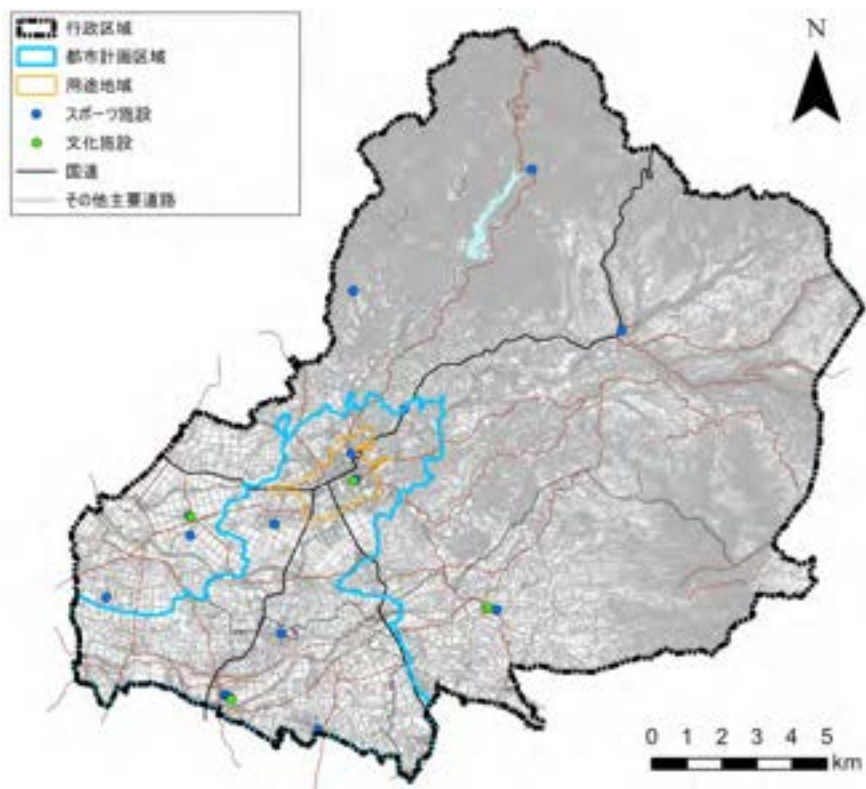 行政区域
都市計画区域
用途地域
スポーツ施設
文化施設
国道
その他主要道路
N
0 1 2 3 4 5
km